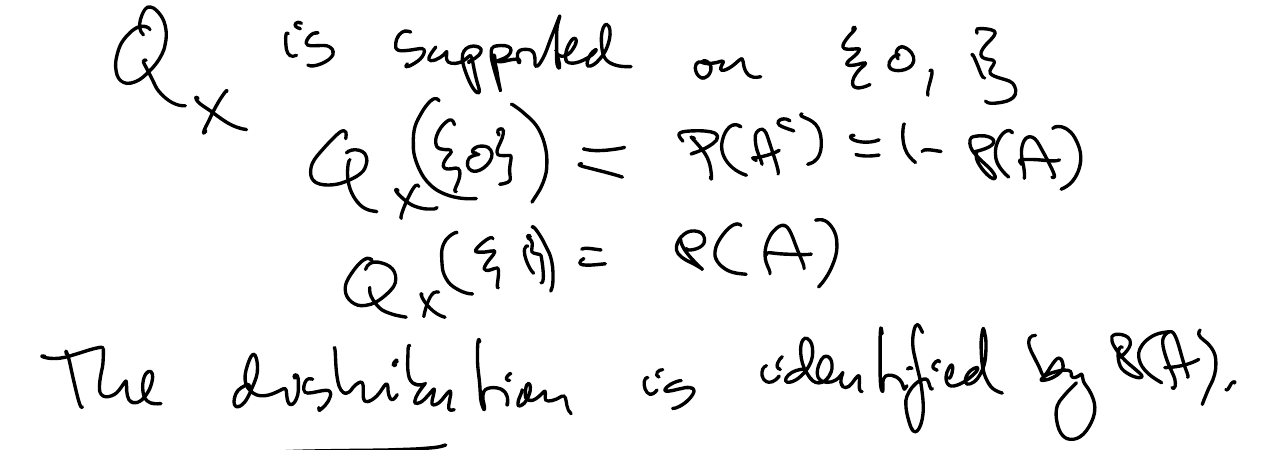 Q_X is supported on {0, 1}
Q_X({0}) = P(A^c) = 1 - P(A)
Q_X({1}) = P(A)
The distribution is identified by P(A).